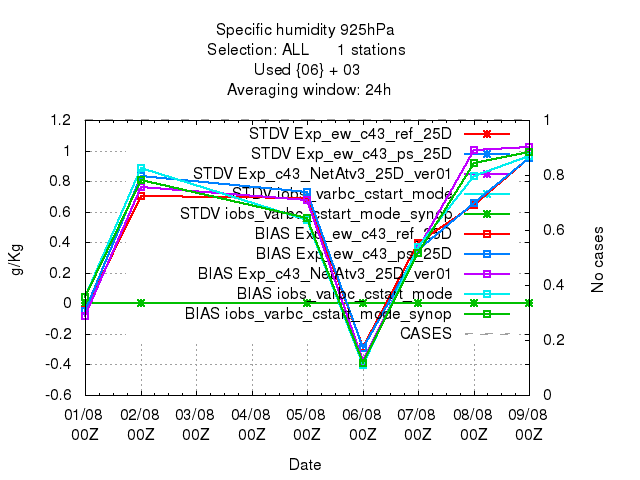 Specific humidity 925hPa
Selection: ALL 1 stations
Used {06} + 03
Averaging window: 24h
STDV Exp_ew_c43_ref_25D
STDV Exp_ew_c43_ps_25D
STDV Exp_c43_NetAtv3_25D_ver01
STDV iobs_varbc_cstart_mode
STDV iobs_varbc_cstart_mode_synop
BIAS Exp_ew_c43_ref_25D
BIAS Exp_ew_c43_ps_25D
BIAS Exp_c43_NetAtv3_25D_ver01
BIAS iobs_varbc_cstart_mode
BIAS iobs_varbc_cstart_mode_synop
CASES
1.2
1
0.8
0.6
0.4
0.2
0
-0.2
-0.4
-0.6
g/Kg
1
0.8
0.6
0.4
0.2
0
No cases
01/08 02/08 03/08 04/08 05/08 06/08 07/08 08/08 09/08
00Z 00Z 00Z 00Z 00Z 00Z 00Z 00Z 00Z
Date